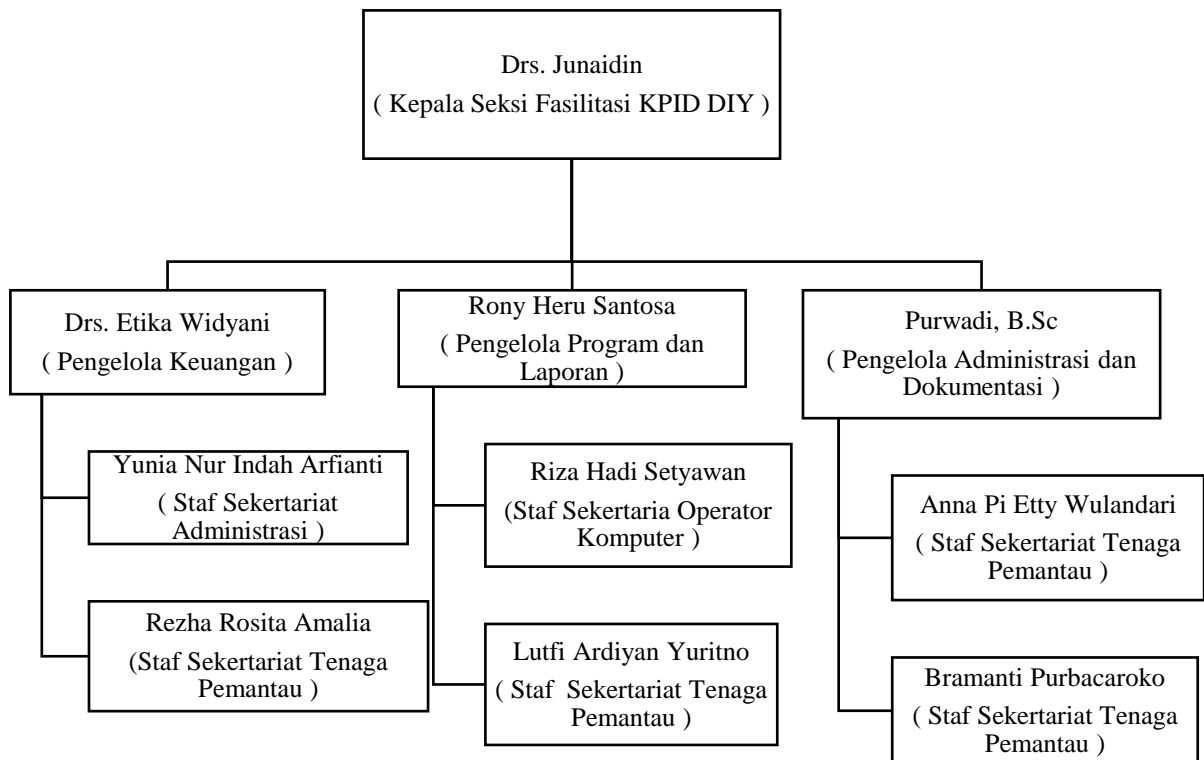 Drs. Junaidin
( Kepala Seksi Fasilitasi KPID DIY )
Drs. Etika Widyani
( Pengelola Keuangan )
Yunia Nur Indah Arfianti
( Staf Sekertariat
Administrasi )
Rezha Rosita Amalia
(Staf Sekertariat Tenaga
Pemantau )
Rony Heru Santosa
( Pengelola Program dan
Laporan )
Riza Hadi Setyawan
(Staf Sekertaria Operator
Komputer )
Lutfi Ardiyan Yuritno
( Staf  Sekertariat Tenaga
Pemantau )
Purwadi, B.Sc
( Pengelola Administrasi dan
Dokumentasi )
Anna Pi Etty Wulandari
( Staf Sekertariat Tenaga
Pemantau )
Bramanti Purbacaroko
( Staf Sekertariat Tenaga
Pemantau )